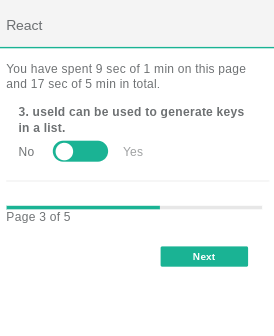 React
You have spent 9 sec of 1 min on this page
and 17 sec of 5 min in total.
3. useId can be used to generate keys
in a list.
No Yes
Page 3 of 5
Next